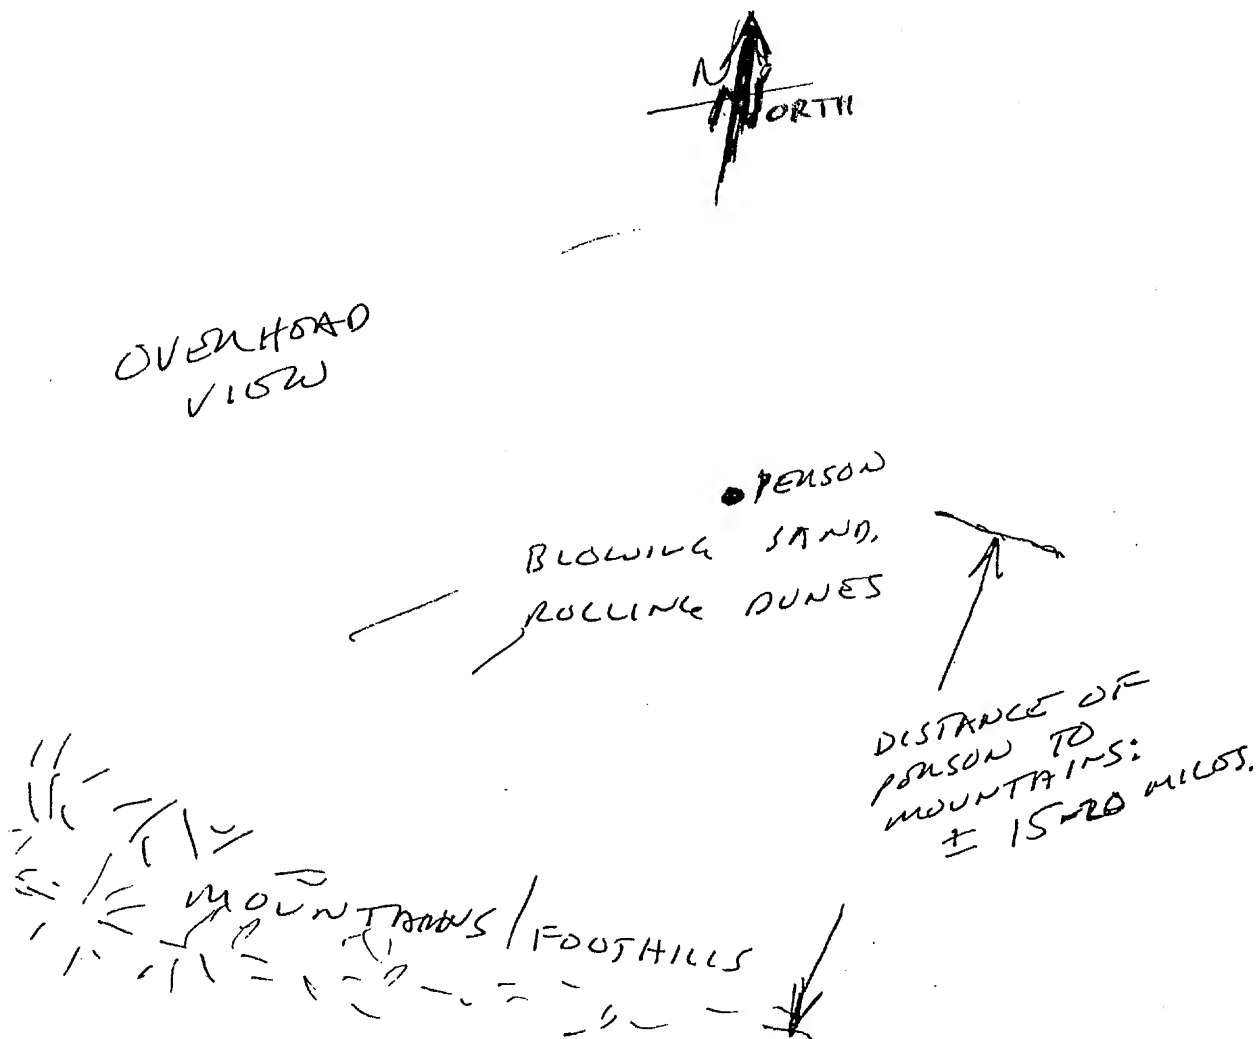 N
NORTH
OVERHEAD
VIEW
PERSON
BLOWING SAND,
ROLLING DUNES
DISTANCE OF
PERSON TO
MOUNTAINS:
± 15-20 MILES.
MOUNTAINS/FOOTHILLS